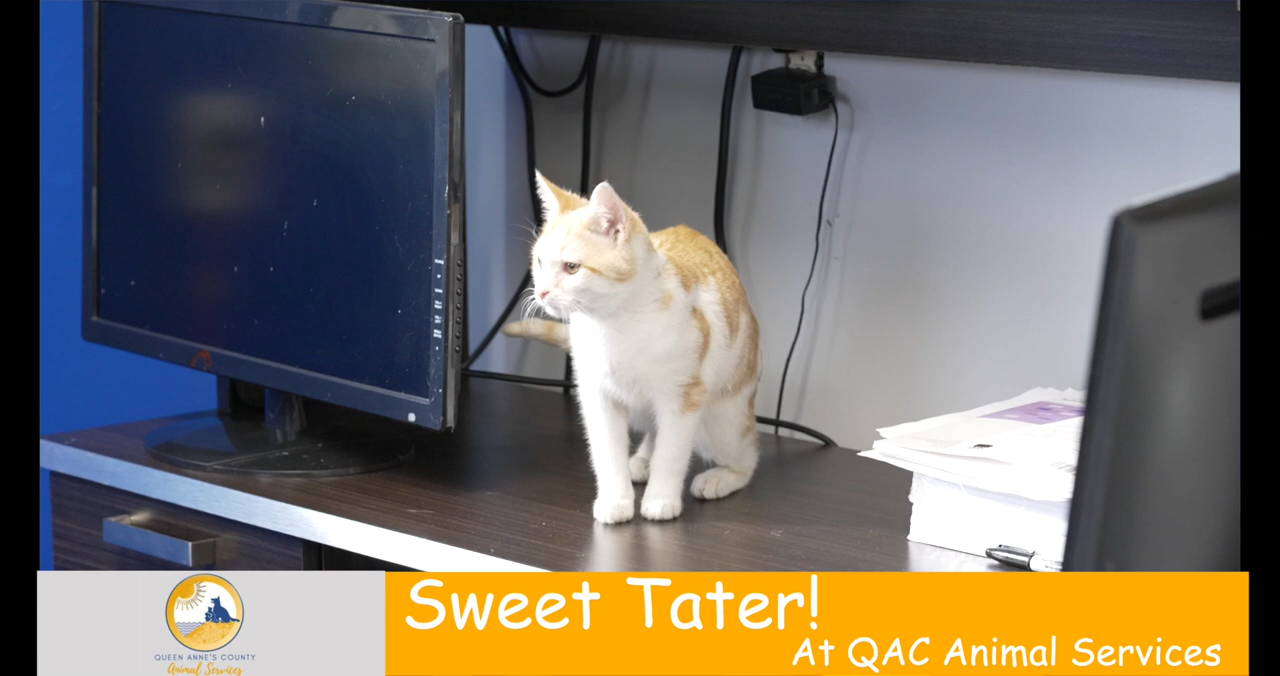 Sweet Tater!
At QAC Animal Services
QUEEN ANNE'S COUNTY
Animal Services